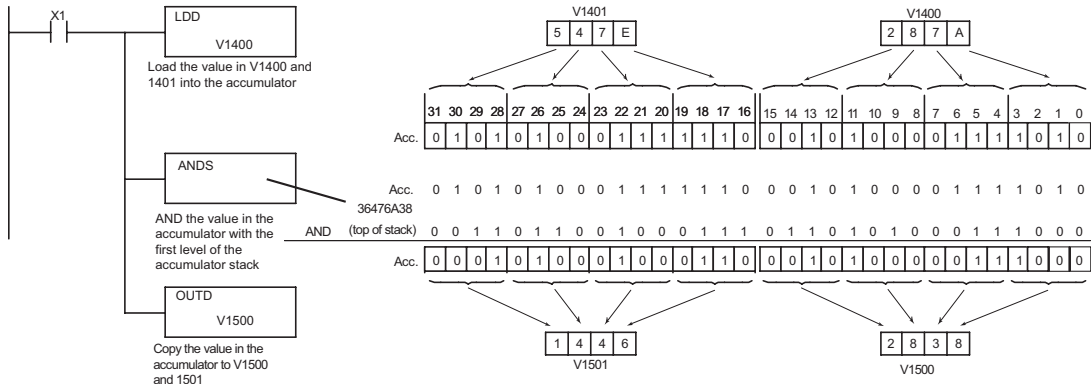 X1
LDD
V1400
Load the value in V1400 and
1401 into the accumulator
V1401
V1400
5 4 7 E
2 8 7 A
31 30 29 28 27 26 25 24 23 22 21 20 19 18 17 16 15 14 13 12 11 10 9 8 7 6 5 4 3 2 1 0
Acc. 0 1 0 1 0 1 0 0 0 1 1 1 1 1 1 0 0 0 1 0 1 0 0 0 0 1 1 1 1 0 1 0
ANDS
AND the value in the
accumulator with the
first level of the
accumulator stack
Acc. 0 1 0 1 0 1 0 0 0 1 1 1 1 1 1 0 0 0 1 0 1 0 0 0 0 1 1 1 1 0 1 0
36476A38
AND (top of stack) 0 0 1 1 0 1 1 0 0 1 0 0 0 1 1 1 0 1 1 0 1 0 1 0 0 0 1 1 1 0 0 0
Acc. 0 0 0 1 0 1 0 0 0 1 0 0 0 1 1 0 0 0 1 0 1 0 0 0 0 0 1 1 1 0 0 0
OUTD
V1500
Copy the value in the
accumulator to V1500
and 1501
1 4 4 6
2 8 3 8
V1501
V1500